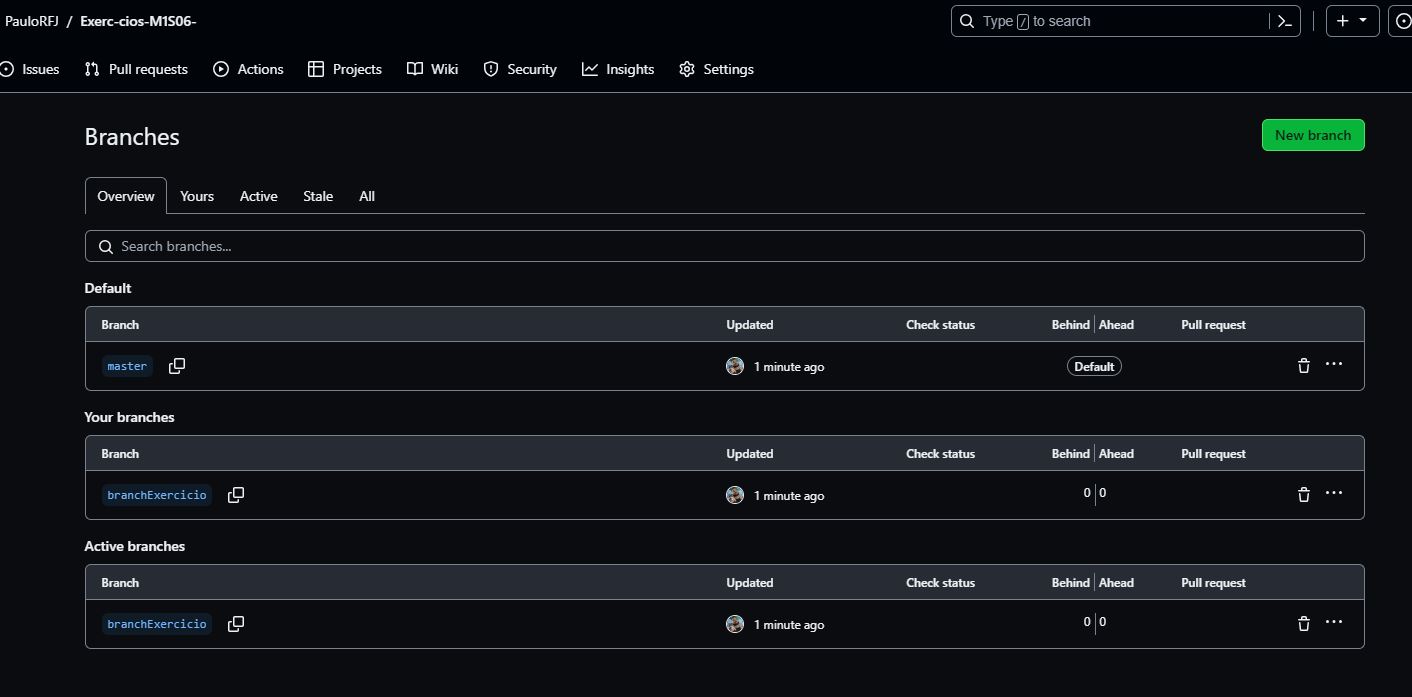 PauloRFJ / Exerc-cios-M1S06-
Type / to search
Issues Pull requests Actions Projects Wiki Security Insights Settings
Branches
New branch
Overview Yours Active Stale All
Search branches...
Default
Branch Updated Check status Behind Ahead Pull request
master 1 minute ago Default
Your branches
Branch Updated Check status Behind Ahead Pull request
branchExercicio 1 minute ago 0 0
Active branches
Branch Updated Check status Behind Ahead Pull request
branchExercicio 1 minute ago 0 0